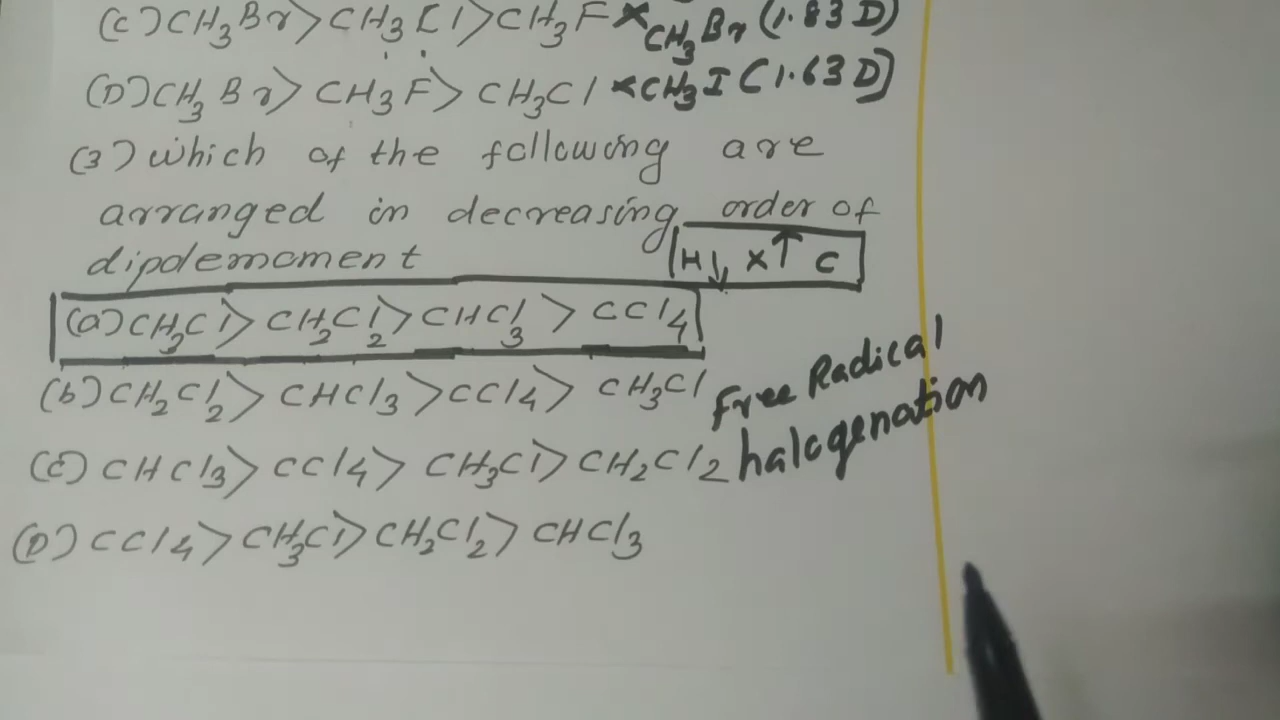 (C) CH3Br > CH3Cl > CH3F × CH3Br (1.83 D)
(D) CH3Br > CH3F > CH3Cl × CH3I (1.63 D)
(3) which of the following are
arranged in decreasing order of
dipolemoment H↓ X↑ C
(a) CH3Cl > CH2Cl2 > CHCl3 > CCl4
(b) CH2Cl2 > CHCl3 > CCl4 > CH3Cl
Free Radical
halogenation
(c) CHCl3 > CCl4 > CH3Cl > CH2Cl2
(D) CCl4 > CH3Cl > CH2Cl2 > CHCl3